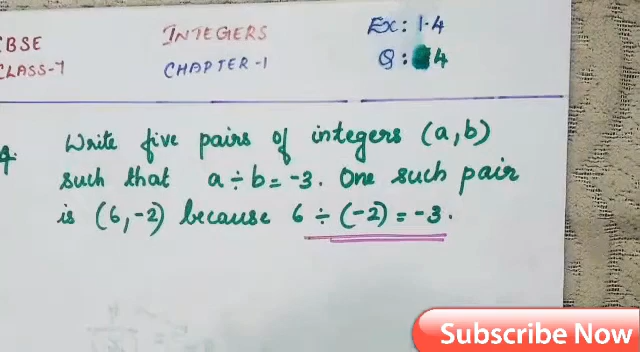 CBSE INTEGERS Ex: 1.4
CLASS-7 CHAPTER-1 Q: 4
4. Write five pairs of integers (a,b)
such that a ÷ b = -3. One such pair
is (6,-2) because 6 ÷ (-2) = -3.
Subscribe Now